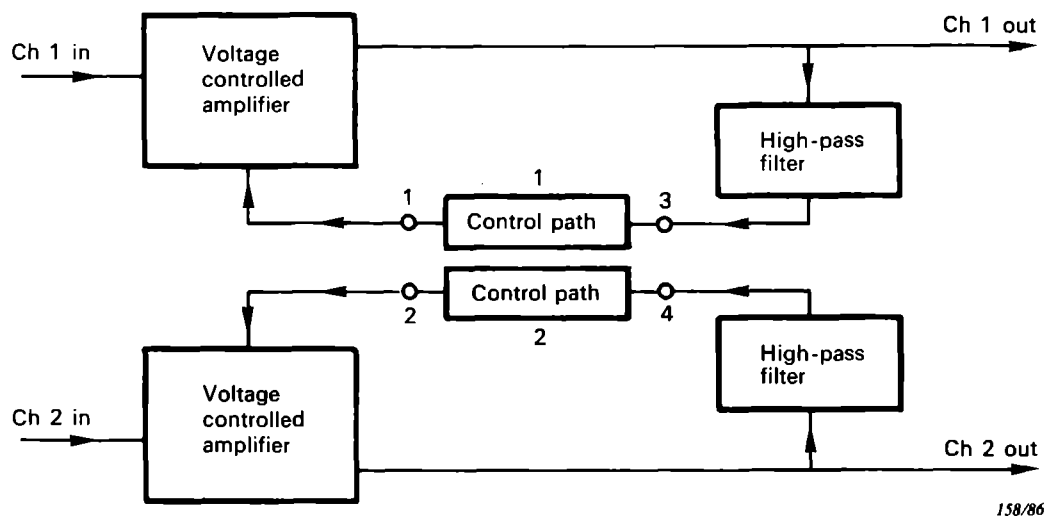 Ch 1 in
Voltage
controlled
amplifier
Ch 1 out
High-pass
filter
1
1
Control path
3
2
Control path
2
4
High-pass
filter
Ch 2 in
Voltage
controlled
amplifier
Ch 2 out
158/86